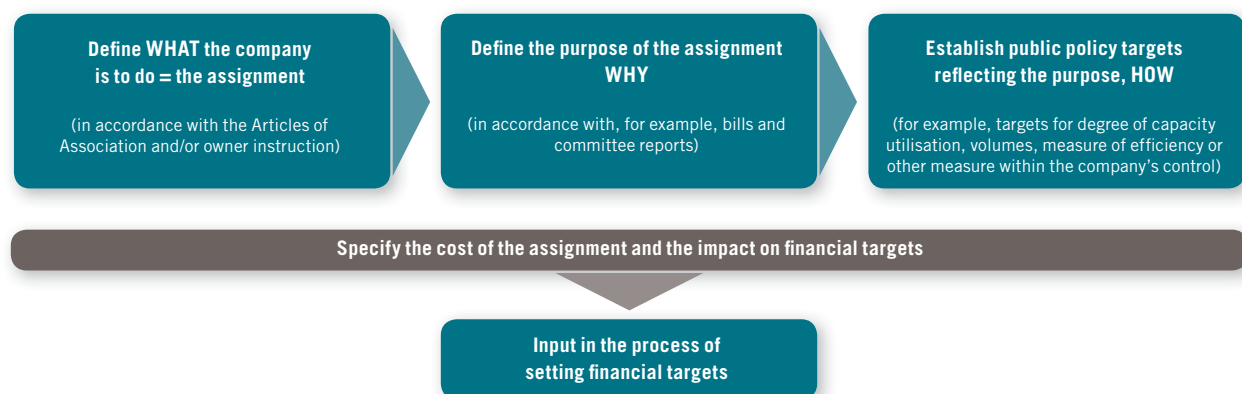 Define WHAT the company
is to do = the assignment
(in accordance with the Articles of
Association and/or owner instruction)
Define the purpose of the assignment
WHY
(in accordance with, for example, bills and
committee reports)
Establish public policy targets
reflecting the purpose, HOW
(for example, targets for degree of capacity
utilisation, volumes, measure of efficiency or
other measure within the company's control)
Specify the cost of the assignment and the impact on financial targets
Input in the process of
setting financial targets